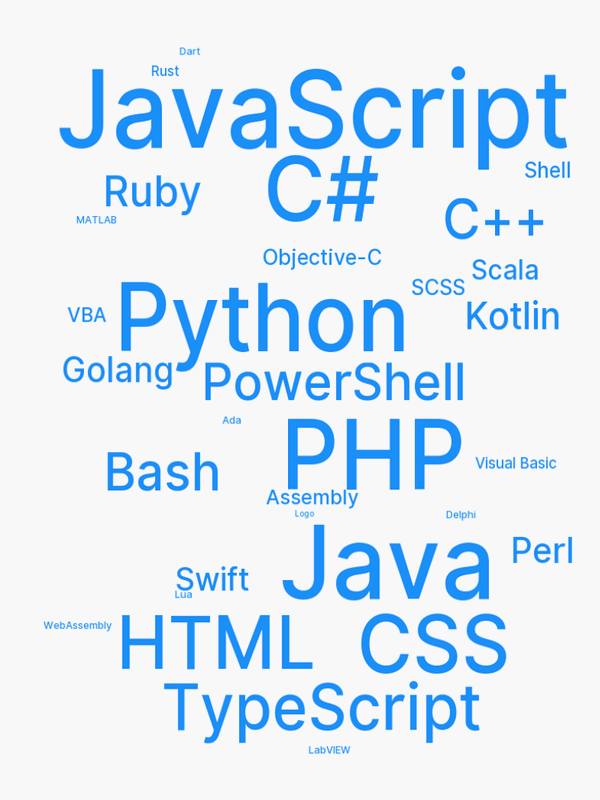 Dart
Rust
JavaScript
C#
Shell
Ruby
C++
MATLAB
Objective-C
Scala
SCSS
VBA
Python
Kotlin
Golang
PowerShell
Ada
PHP
Bash
Visual Basic
Assembly
Logo
Delphi
Java
Perl
Swift
Lua
WebAssembly
HTML
CSS
TypeScript
LabVIEW